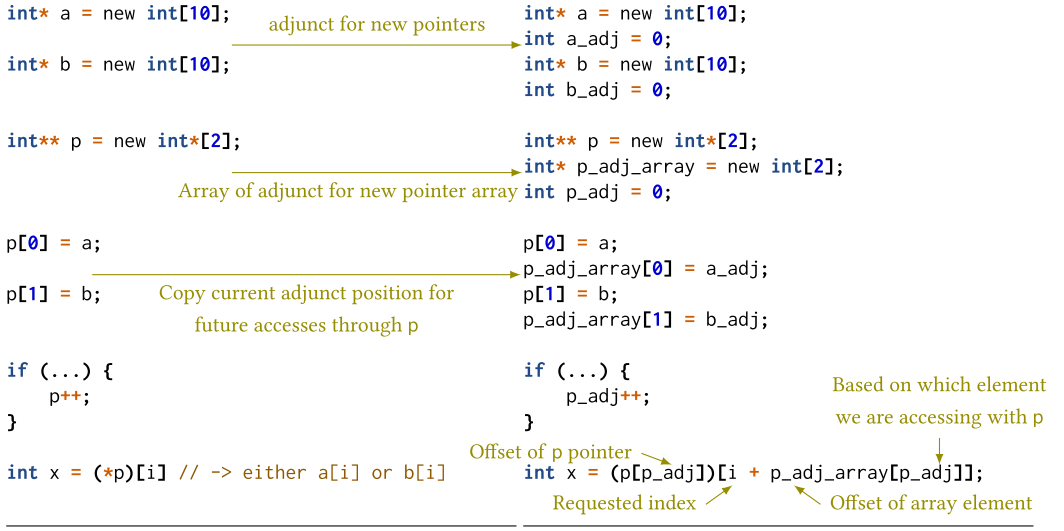 int* a = new int[10];
int* b = new int[10];
int** p = new int*[2];
p[0] = a;
p[1] = b;
if (...) {
    p++;
}
int x = (*p)[i] // -> either a[i] or b[i]
adjunct for new pointers
Array of adjunct for new pointer array
Copy current adjunct position for
future accesses through p
int* a = new int[10];
int a_adj = 0;
int* b = new int[10];
int b_adj = 0;
int** p = new int*[2];
int* p_adj_array = new int[2];
int p_adj = 0;
p[0] = a;
p_adj_array[0] = a_adj;
p[1] = b;
p_adj_array[1] = b_adj;
if (...) {
    p_adj++;
}
Based on which element
we are accessing with p
Offset of p pointer
int x = (p[p_adj])[i + p_adj_array[p_adj]];
Requested index
Offset of array element